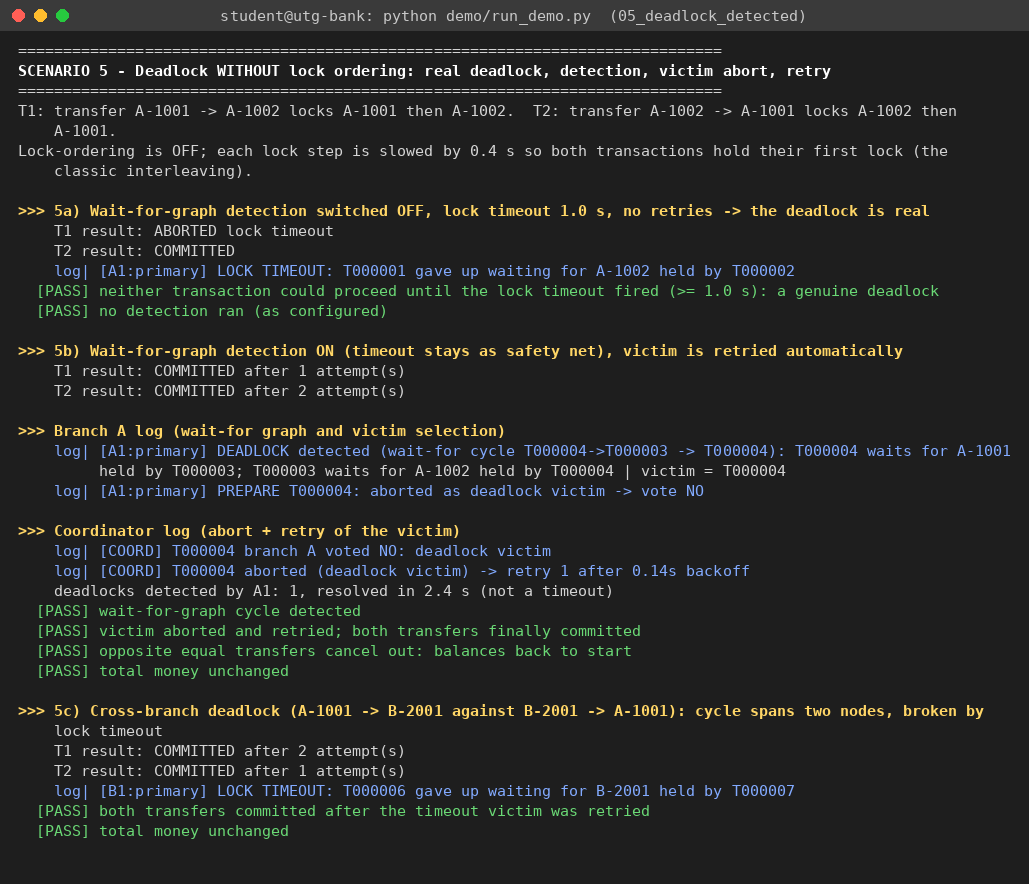 student@utg-bank: python demo/run_demo.py  (05_deadlock_detected)
==============================================================================
SCENARIO 5 - Deadlock WITHOUT lock ordering: real deadlock, detection, victim abort, retry
==============================================================================
T1: transfer A-1001 -> A-1002 locks A-1001 then A-1002.  T2: transfer A-1002 -> A-1001 locks A-1002 then
    A-1001.
Lock-ordering is OFF; each lock step is slowed by 0.4 s so both transactions hold their first lock (the
    classic interleaving).

>>> 5a) Wait-for-graph detection switched OFF, lock timeout 1.0 s, no retries -> the deadlock is real
    T1 result: ABORTED lock timeout
    T2 result: COMMITTED
    log| [A1:primary] LOCK TIMEOUT: T000001 gave up waiting for A-1002 held by T000002
  [PASS] neither transaction could proceed until the lock timeout fired (>= 1.0 s): a genuine deadlock
  [PASS] no detection ran (as configured)

>>> 5b) Wait-for-graph detection ON (timeout stays as safety net), victim is retried automatically
    T1 result: COMMITTED after 1 attempt(s)
    T2 result: COMMITTED after 2 attempt(s)

>>> Branch A log (wait-for graph and victim selection)
    log| [A1:primary] DEADLOCK detected (wait-for cycle T000004->T000003 -> T000004): T000004 waits for A-1001
         held by T000003; T000003 waits for A-1002 held by T000004 | victim = T000004
    log| [A1:primary] PREPARE T000004: aborted as deadlock victim -> vote NO

>>> Coordinator log (abort + retry of the victim)
    log| [COORD] T000004 branch A voted NO: deadlock victim
    log| [COORD] T000004 aborted (deadlock victim) -> retry 1 after 0.14s backoff
    deadlocks detected by A1: 1, resolved in 2.4 s (not a timeout)
  [PASS] wait-for-graph cycle detected
  [PASS] victim aborted and retried; both transfers finally committed
  [PASS] opposite equal transfers cancel out: balances back to start
  [PASS] total money unchanged

>>> 5c) Cross-branch deadlock (A-1001 -> B-2001 against B-2001 -> A-1001): cycle spans two nodes, broken by
    lock timeout
    T1 result: COMMITTED after 2 attempt(s)
    T2 result: COMMITTED after 1 attempt(s)
    log| [B1:primary] LOCK TIMEOUT: T000006 gave up waiting for B-2001 held by T000007
  [PASS] both transfers committed after the timeout victim was retried
  [PASS] total money unchanged